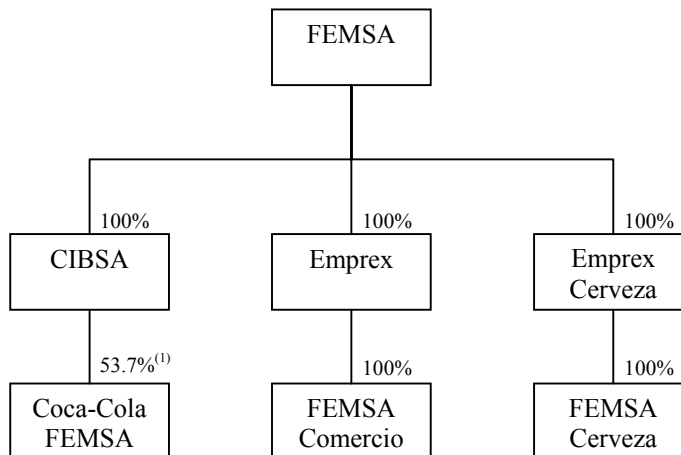 FEMSA
100%
100%
100%
CIBSA
Emprex
Emprex
Cerveza
53.7%(1)
100%
100%
Coca-Cola
FEMSA
FEMSA
Comercio
FEMSA
Cerveza